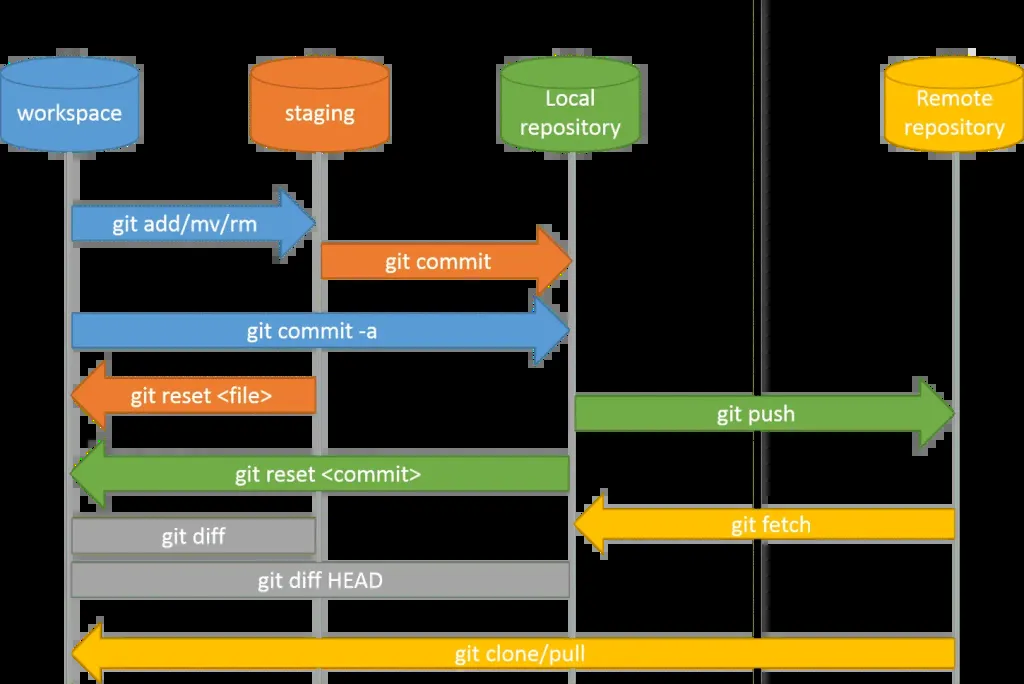 workspace
staging
Local
repository
Remote
repository
git add/mv/rm
git commit
git commit -a
git reset <file>
git push
git reset <commit>
git fetch
git diff
git diff HEAD
git clone/pull